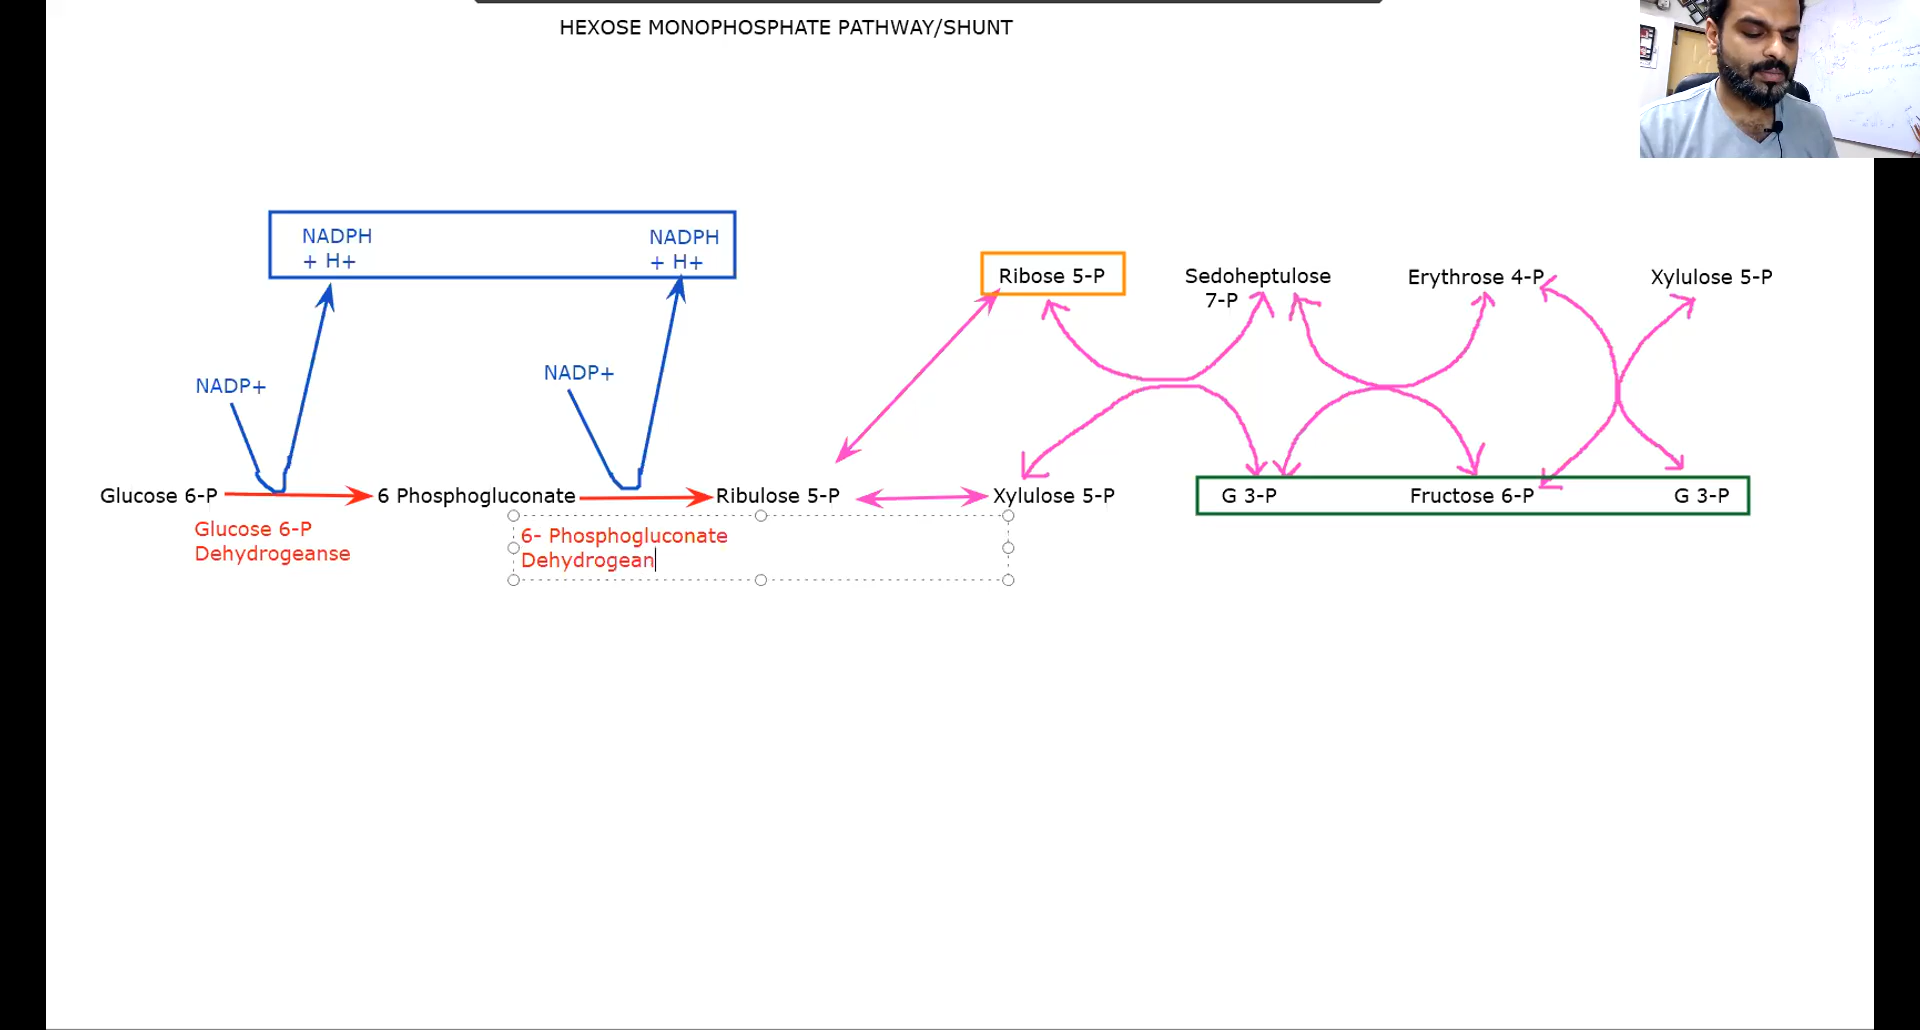 HEXOSE MONOPHOSPHATE PATHWAY/SHUNT
NADPH
+ H+
NADPH
+ H+
Ribose 5-P
Sedoheptulose
7-P
Erythrose 4-P
Xylulose 5-P
NADP+
NADP+
Glucose 6-P
6 Phosphogluconate
Ribulose 5-P
Xylulose 5-P
G 3-P
Fructose 6-P
G 3-P
Glucose 6-P
Dehydrogeanse
6- Phosphogluconate
Dehydrogean